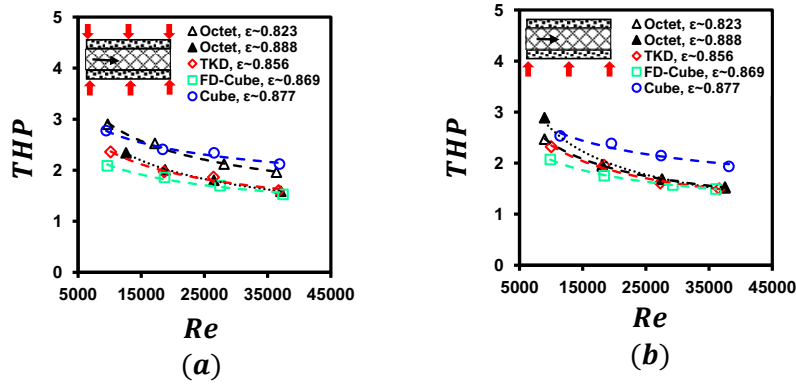 5
4
3
2
1
0
THP
5000 15000 25000 35000 45000
Re
(a)
Octet, ε~0.823
Octet, ε~0.888
TKD, ε~0.856
FD-Cube, ε~0.869
Cube, ε~0.877
5
4
3
2
1
0
THP
5000 15000 25000 35000 45000
Re
(b)
Octet, ε~0.823
Octet, ε~0.888
TKD, ε~0.856
FD-Cube, ε~0.869
Cube, ε~0.877